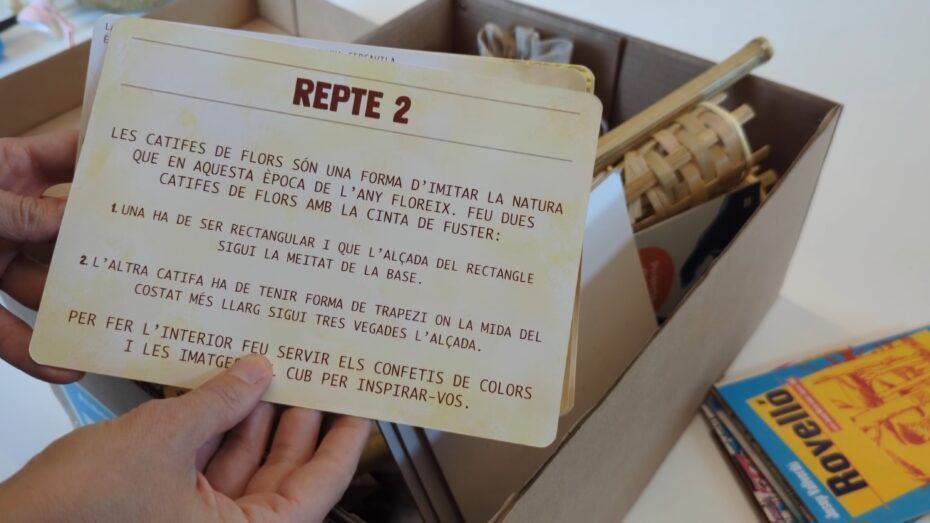 REPTE 2
LES CATIFES DE FLORS SÓN UNA FORMA D'IMITAR LA NATURA
QUE EN AQUESTA ÈPOCA DE L'ANY FLOREIX. FEU DUES
CATIFES DE FLORS AMB LA CINTA DE FUSTER:
1. UNA HA DE SER RECTANGULAR I QUE L'ALÇADA DEL RECTANGLE
SIGUI LA MEITAT DE LA BASE.
2. L'ALTRA CATIFA HA DE TENIR FORMA DE TRAPEZI ON LA MIDA DEL
COSTAT MÉS LLARG SIGUI TRES VEGADES L'ALÇADA.
PER FER L'INTERIOR FEU SERVIR ELS CONFETIS DE COLORS
I LES CUB PER INSPIRAR-VOS.
Rovelló
Josep Vallverdú